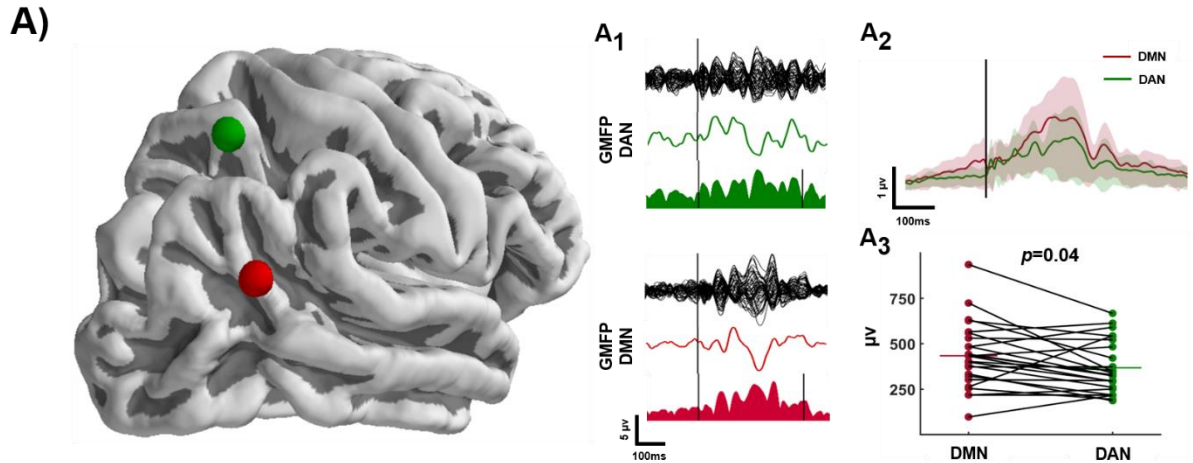 A)
A1
GMFP
DAN
GMFP
DMN
5 μv
100ms
A2
DMN
DAN
1 μv
100ms
A3
p=0.04
μv
750
500
250
DMN
DAN